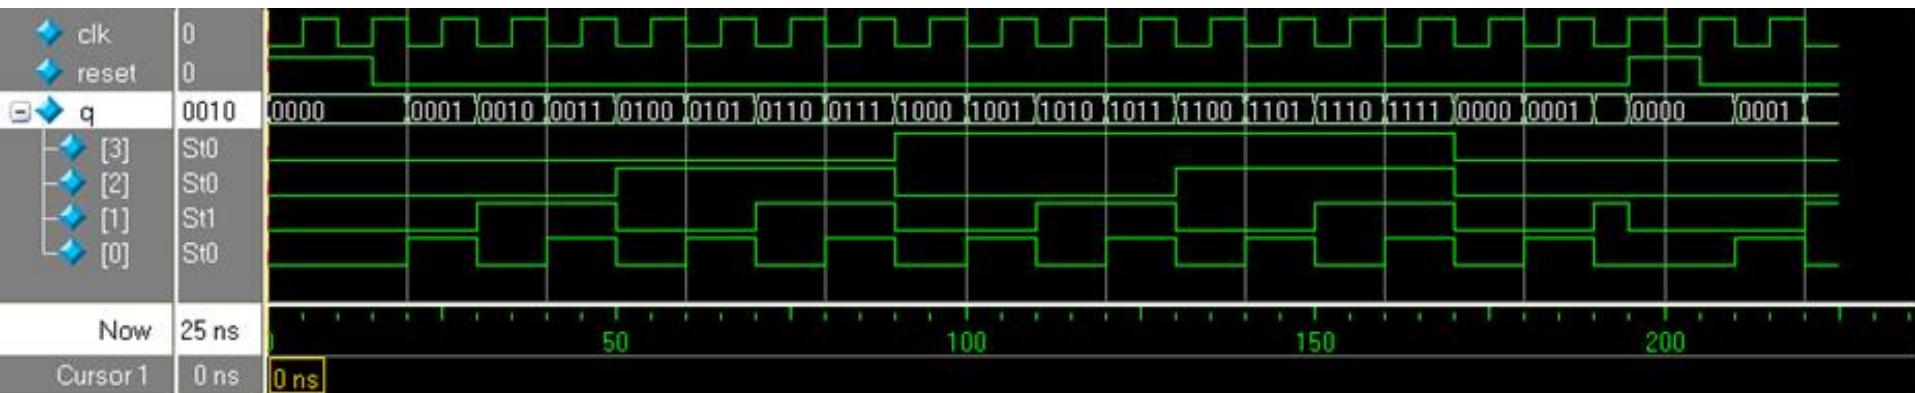 clk 0
reset 0
q 0010 0000 0001 0010 0011 0100 0101 0110 0111 1000 1001 1010 1011 1100 1101 1110 1111 0000 0001 0000 0001
[3] St0
[2] St0
[1] St1
[0] St0
Now 25 ns 50 100 150 200
Cursor 1 0 ns 0 ns